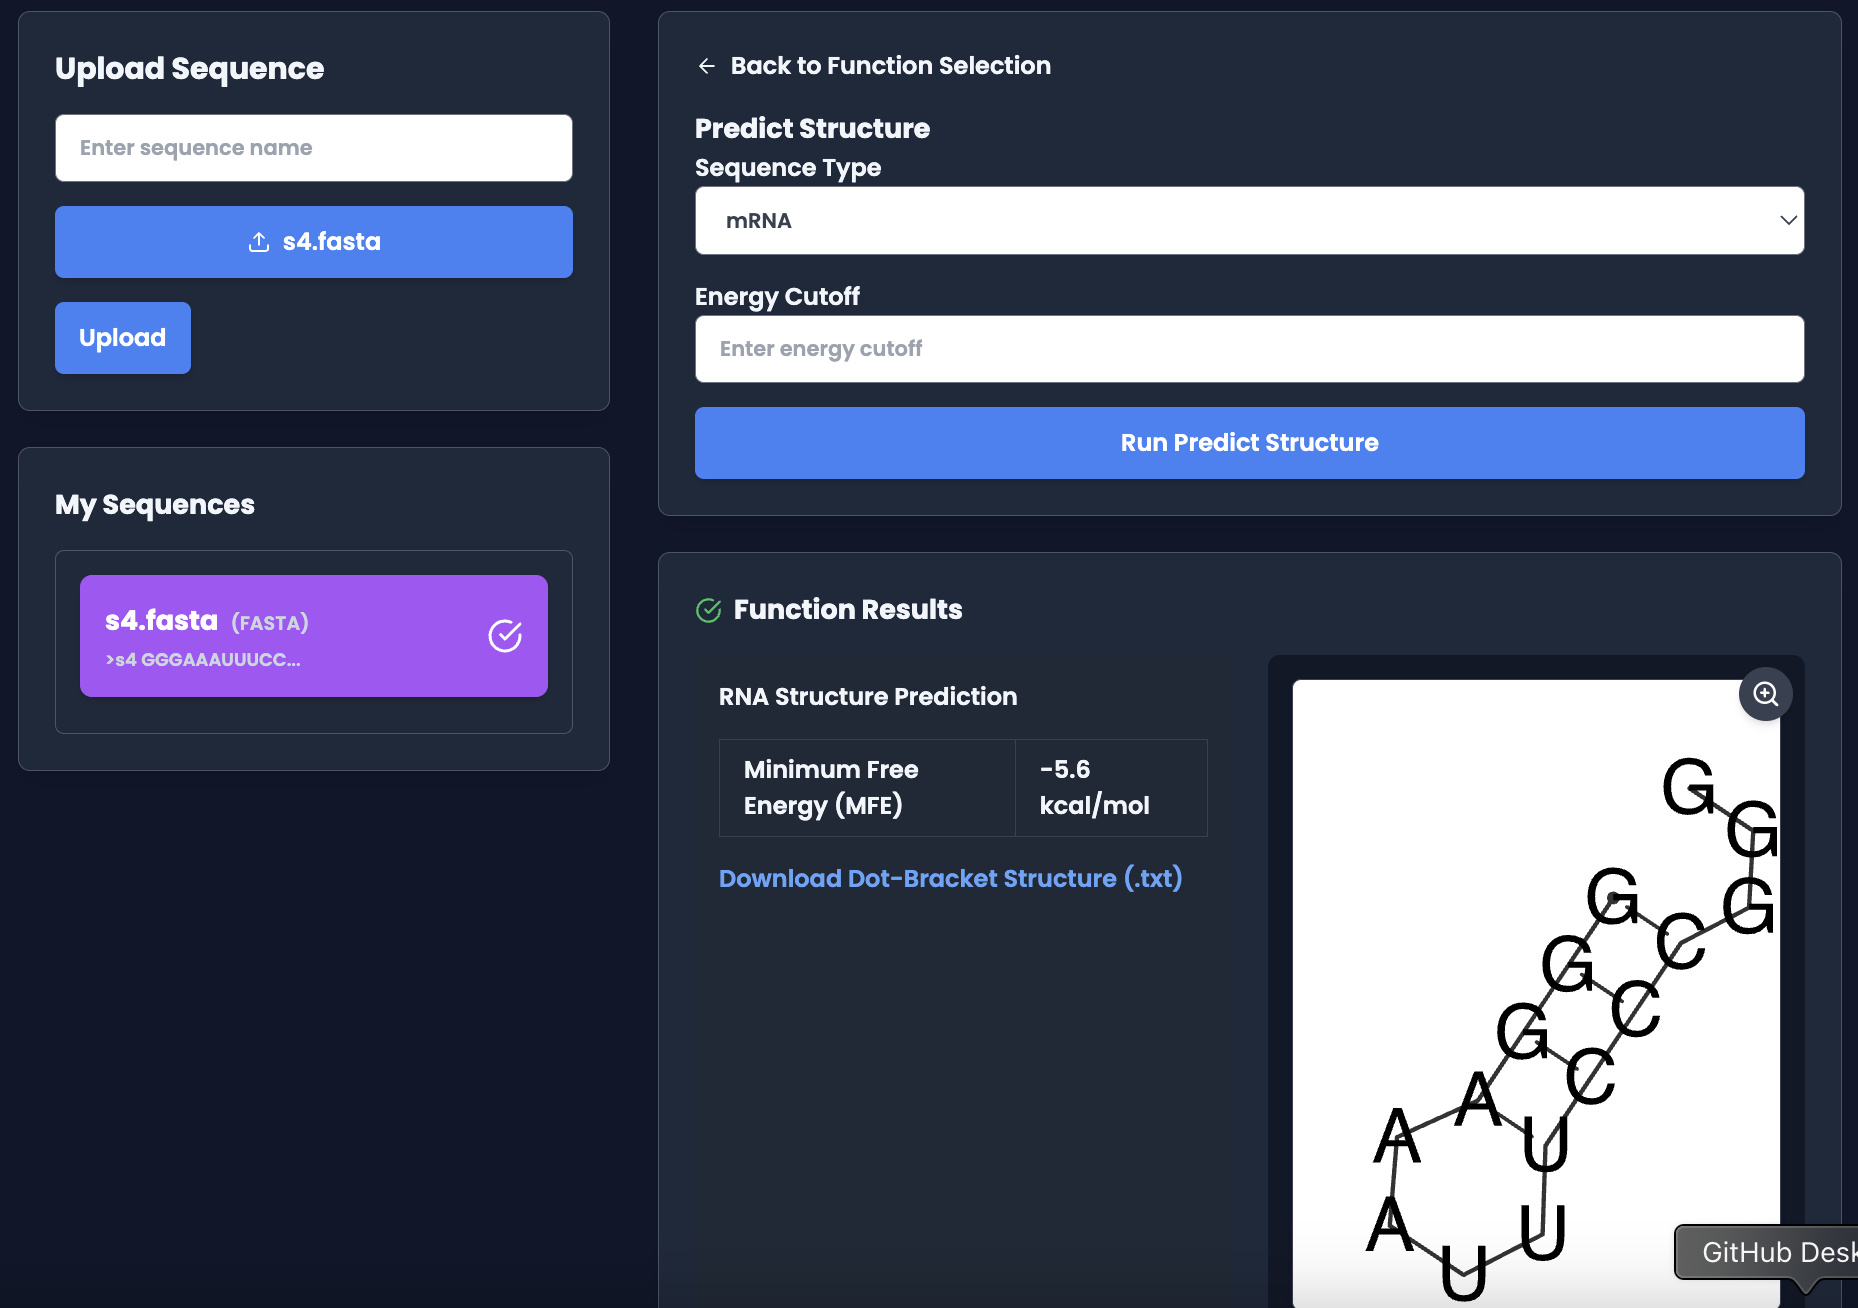 Upload Sequence
Enter sequence name
s4.fasta
Upload
My Sequences
s4.fasta (FASTA)
>s4 GGGAAAUUUCC...
Back to Function Selection
Predict Structure
Sequence Type
mRNA
Energy Cutoff
Enter energy cutoff
Run Predict Structure
Function Results
RNA Structure Prediction
Minimum Free
Energy (MFE)
-5.6
kcal/mol
Download Dot-Bracket Structure (.txt)
G
G
G
G
C
G
C
G
C
A
U
A
A
U
U
GitHub Desk